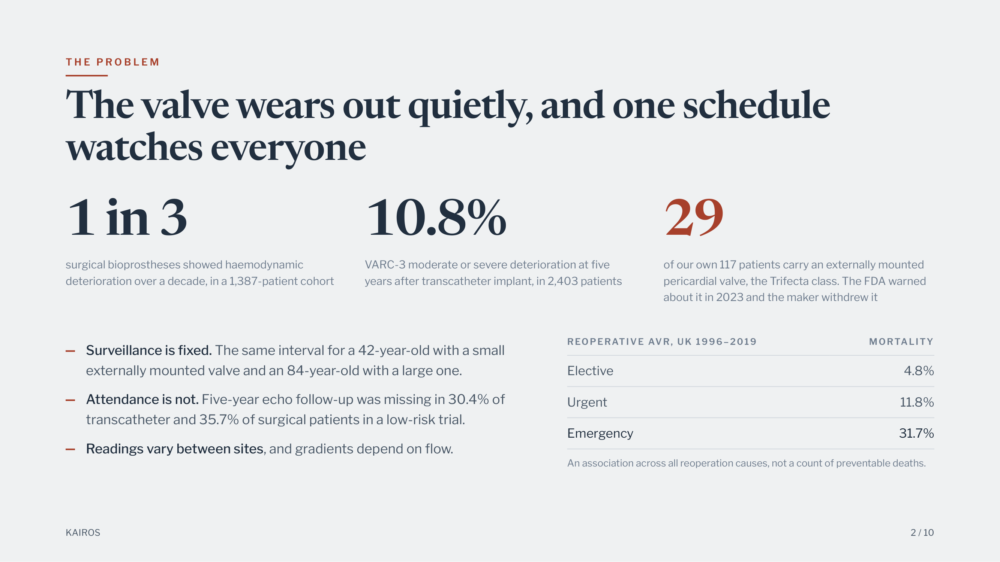 THE PROBLEM
The valve wears out quietly, and one schedule
watches everyone
1 in 3
surgical bioprostheses showed haemodynamic
deterioration over a decade, in a 1,387-patient cohort
10.8%
VARC-3 moderate or severe deterioration at five
years after transcatheter implant, in 2,403 patients
29
of our own 117 patients carry an externally mounted
pericardial valve, the Trifecta class. The FDA warned
about it in 2023 and the maker withdrew it
— Surveillance is fixed. The same interval for a 42-year-old with a small
externally mounted valve and an 84-year-old with a large one.
— Attendance is not. Five-year echo follow-up was missing in 30.4% of
transcatheter and 35.7% of surgical patients in a low-risk trial.
— Readings vary between sites, and gradients depend on flow.
REOPERATIVE AVR, UK 1996–2019 MORTALITY
Elective 4.8%
Urgent 11.8%
Emergency 31.7%
An association across all reoperation causes, not a count of preventable deaths.
KAIROS
2 / 10